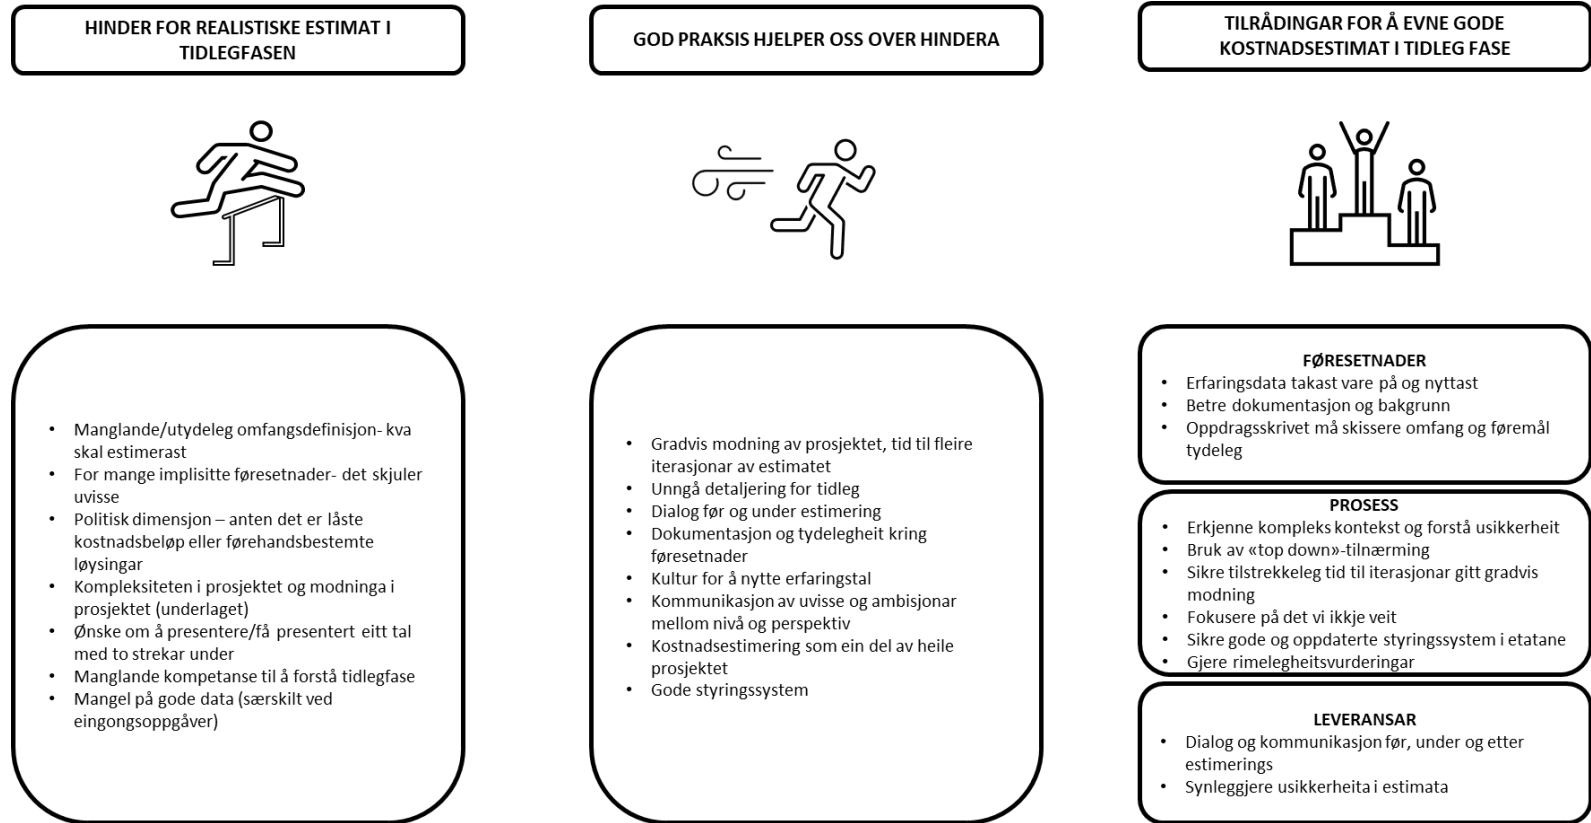 HINDER FOR REALISTISKE ESTIMAT I
TIDLEGFASEN
• Manglande/utydeleg omfangsdefinisjon- kva
skal estimerast
• For mange implisitte føresetnader- det skjuler
uvisse
• Politisk dimensjon – anten det er låste
kostnadsbeløp eller førehandsbestemte
løysingar
• Kompleksiteten i prosjektet og modninga i
prosjektet (underlaget)
• Ønske om å presentere/få presentert eitt tal
med to strekar under
• Manglande kompetanse til å forstå tidlegfase
• Mangel på gode data (særskilt ved
eingongsoppgåver)
GOD PRAKSIS HJELPER OSS OVER HINDERA
• Gradvis modning av prosjektet, tid til fleire
iterasjonar av estimatet
• Unngå detaljering for tidleg
• Dialog før og under estimering
• Dokumentasjon og tydelegheit kring
føresetnader
• Kultur for å nytte erfaringstal
• Kommunikasjon av uvisse og ambisjonar
mellom nivå og perspektiv
• Kostnadsestimering som ein del av heile
prosjektet
• Gode styringssystem
TILRÅDINGAR FOR Å EVNE GODE
KOSTNADSESTIMAT I TIDLEG FASE
FØRESETNADER
• Erfaringsdata takast vare på og nyttast
• Betre dokumentasjon og bakgrunn
• Oppdragsskrivet må skissere omfang og føremål
tydeleg
PROSESS
• Erkjenne kompleks kontekst og forstå usikkerheit
• Bruk av «top down»-tilnærming
• Sikre tilstrekkeleg tid til iterasjonar gitt gradvis
modning
• Fokusere på det vi ikkje veit
• Sikre gode og oppdaterte styringssystem i etatane
• Gjere rimelegheitsvurderingar
LEVERANSAR
• Dialog og kommunikasjon før, under og etter
estimerings
• Synleggjere usikkerheita i estimata